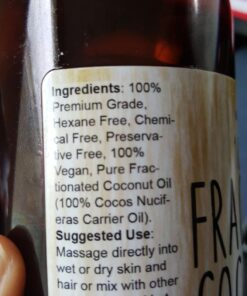 Ingredients: 100%
Premium Grade,
Hexane Free, Chemi-
cal Free, Preserva-
tive Free, 100%
Vegan, Pure Frac-
tionated Coconut Oil
(100% Cocos Nucif-
eras Carrier Oil).
Suggested Use:
Massage directly into
wet or dry skin and
hair or mix with other
FRA